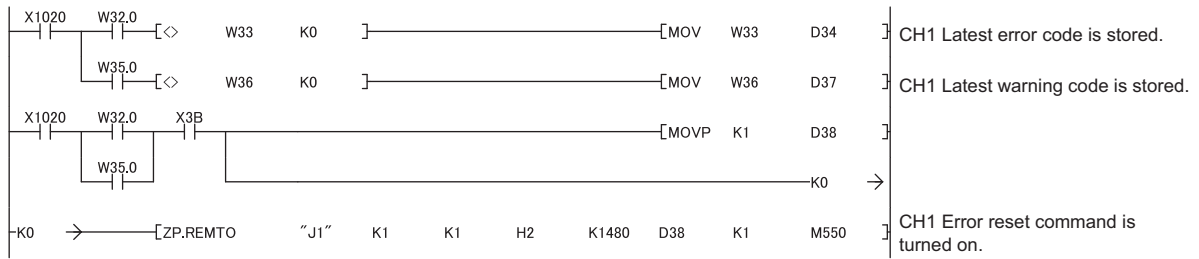 X1020 W32.0
[<> W33 K0 ] [MOV W33 D34 ] CH1 Latest error code is stored.
W35.0
[<> W36 K0 ] [MOV W36 D37 ] CH1 Latest warning code is stored.
X1020 W32.0 X3B
[MOVP K1 D38 ]
W35.0
K0
K0 [ZP.REMTO "J1" K1 K1 H2 K1480 D38 K1 M550 ] CH1 Error reset command is
turned on.